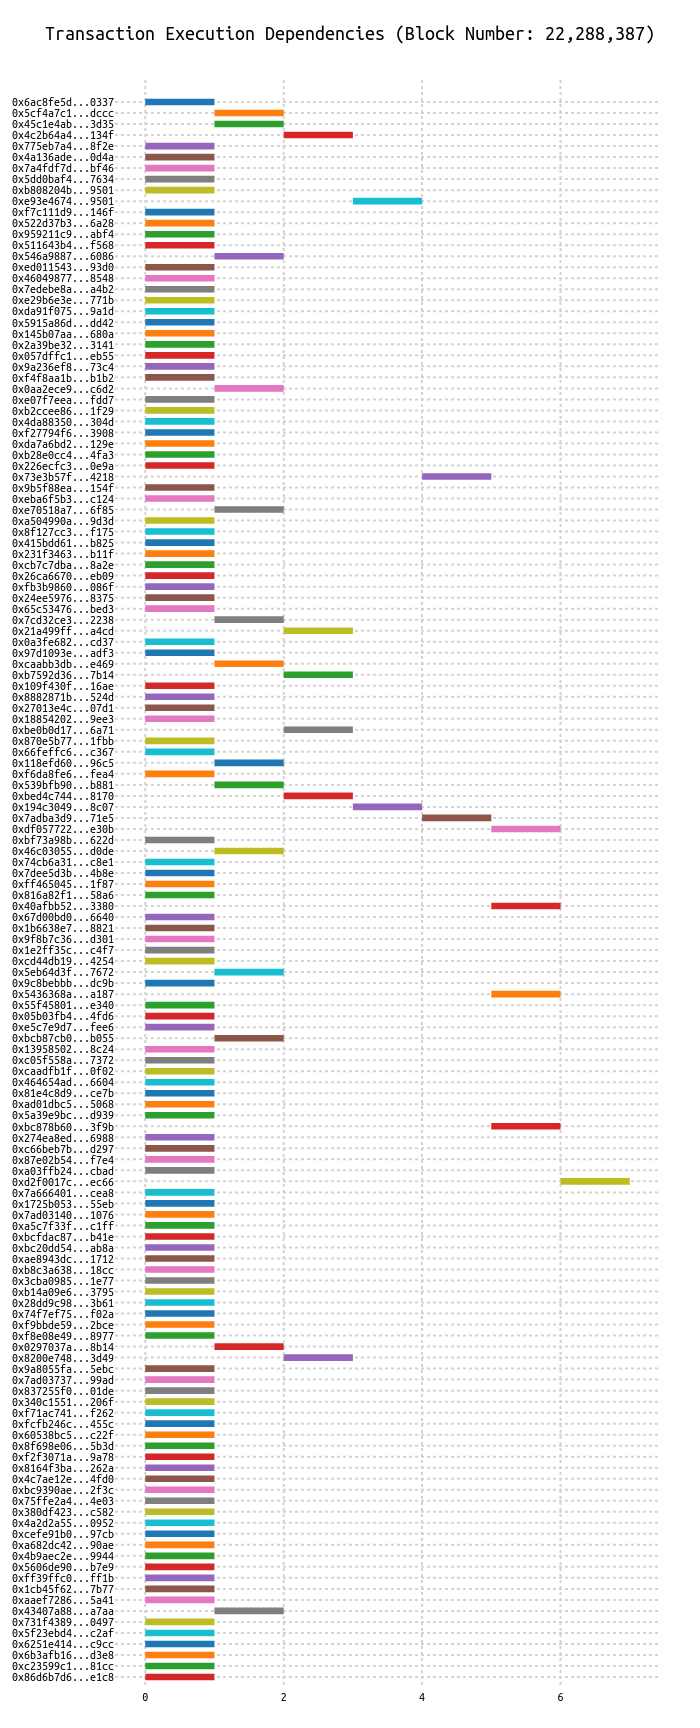 Transaction Execution Dependencies (Block Number: 22,288,387)
0x6ac8fe5d...0337
0x5cf4a7c1...dccc
0x45c1e4ab...3d35
0x4c2b64a4...134f
0x775eb7a4...8f2e
0x4a136ade...0d4a
0x7a4fdf7d...bf46
0x5dd0baf4...7634
0xb808204b...9501
0xe93e4674...9501
0xf7c111d9...146f
0x522d37b3...6a28
0x959211c9...abf4
0x511643b4...f568
0x546a9887...6086
0xed011543...93d0
0x46049877...8548
0x7edebe8a...a4b2
0xe29b6e3e...771b
0xda91f075...9a1d
0x5915a86d...dd42
0x145b07aa...680a
0x2a39be32...3141
0x057dffc1...eb55
0x9a236ef8...73c4
0xf4f8aa1b...b1b2
0x0aa2ece9...c6d2
0xe07f7eea...fdd7
0xb2ccee86...1f29
0x4da88350...304d
0xf27794f6...3908
0xda7a6bd2...129e
0xb28e0cc4...4fa3
0x226ecfc3...0e9a
0x73e3b57f...4218
0x9b5f88ea...154f
0xeba6f5b3...c124
0xe70518a7...6f85
0xa504990a...9d3d
0x8f127cc3...f175
0x415bdd61...b825
0x231f3463...b11f
0xcb7c7dba...8a2e
0x26ca6670...eb09
0xfb3b9860...086f
0x24ee5976...8375
0x65c53476...bed3
0x7cd32ce3...2238
0x21a499ff...a4cd
0x0a3fe682...cd37
0x97d1093e...adf3
0xcaabb3db...e469
0xb7592d36...7b14
0x109f430f...16ae
0x8882871b...524d
0x27013e4c...07d1
0x18854202...9ee3
0xbe0b0d17...6a71
0x870e5b77...1fbb
0x66feffc6...c367
0x118efd60...96c5
0xf6da8fe6...fea4
0x539bfb90...b881
0xbed4c744...8170
0x194c3049...8c07
0x7adba3d9...71e5
0xdf057722...e30b
0xbf73a98b...622d
0x46c03055...d0de
0x74cb6a31...c8e1
0x7dee5d3b...4b8e
0xff465045...1f87
0x816a82f1...58a6
0x40afbb52...3380
0x67d00bd0...6640
0x1b6638e7...8821
0x9f8b7c36...d301
0x1e2ff35c...c4f7
0xcd44db19...4254
0x5eb64d3f...7672
0x9c8bebbb...dc9b
0x5436368a...a187
0x55f45801...e340
0x05b03fb4...4fd6
0xe5c7e9d7...fee6
0xbcb87cb0...b055
0x13958502...8c24
0xc05f558a...7372
0xcaadfb1f...0f02
0x464654ad...6604
0x81e4c8d9...ce7b
0xad01dbc5...5068
0x5a39e9bc...d939
0xbc878b60...3f9b
0x274ea8ed...6988
0xc66beb7b...d297
0x87e02b54...f7e4
0xa03ffb24...cbad
0xd2f0017c...ec66
0x7a666401...cea8
0x1725b053...55eb
0x7ad03140...1076
0xa5c7f33f...c1ff
0xbcfdac87...b41e
0xbc20dd54...ab8a
0xae8943dc...1712
0xb8c3a638...18cc
0x3cba0985...1e77
0xb14a09e6...3795
0x28dd9c98...3b61
0x74f7ef75...f02a
0xf9bbde59...2bce
0xf8e08e49...8977
0x0297037a...8b14
0x8200e748...3d49
0x9a8055fa...5ebc
0x7ad03737...99ad
0x837255f0...01de
0x340c1551...206f
0xf71ac741...f262
0xfcfb246c...455c
0x60538bc5...c22f
0x8f698e06...5b3d
0xf2f3071a...9a78
0x8164f3ba...262a
0x4c7ae12e...4fd0
0xbc9390ae...2f3c
0x75ffe2a4...4e03
0x380df423...c582
0x4a2d2a55...0952
0xcefe91b0...97cb
0xa682dc42...90ae
0x4b9aec2e...9944
0x5606de90...b7e9
0xff39ffc0...ff1b
0x1cb45f62...7b77
0xaaef7286...5a41
0x43407a88...a7aa
0x731f4389...0497
0x5f23ebd4...c2af
0x6251e414...c9cc
0x6b3afb16...d3e8
0xc23599c1...81cc
0x86d6b7d6...e1c8
0 2 4 6